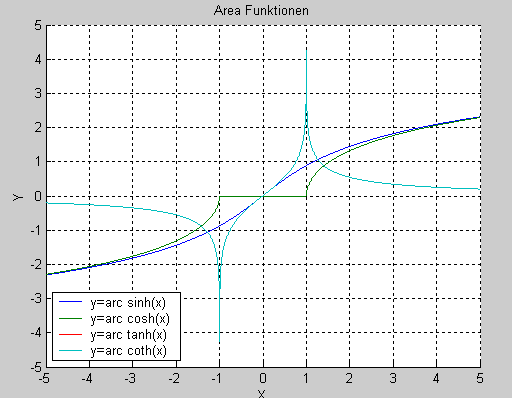 Area Funktionen
5
4
3
2
1
0
-1
-2
-3
-4
-5
Y
y=arc sinh(x)
y=arc cosh(x)
y=arc tanh(x)
y=arc coth(x)
-5 -4 -3 -2 -1 0 1 2 3 4 5
X